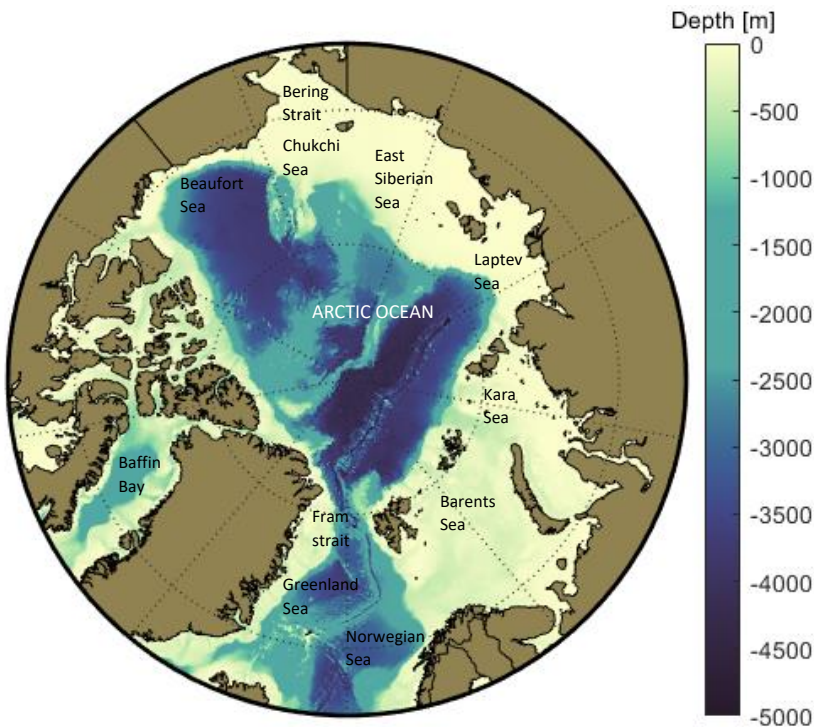 Depth [m]
0
-500
-1000
-1500
-2000
-2500
-3000
-3500
-4000
-4500
-5000
Bering
Strait
Chukchi
Sea
East
Siberian
Sea
Beaufort
Sea
Laptev
Sea
ARCTIC OCEAN
Kara
Sea
Baffin
Bay
Barents
Sea
Fram
strait
Greenland
Sea
Norwegian
Sea